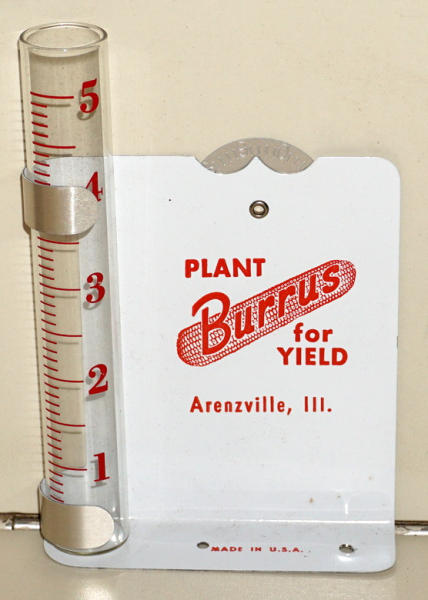 5
4
3
2
1
PLANT
Burrus
for
YIELD
Arenzville, Ill.
MADE IN U.S.A.